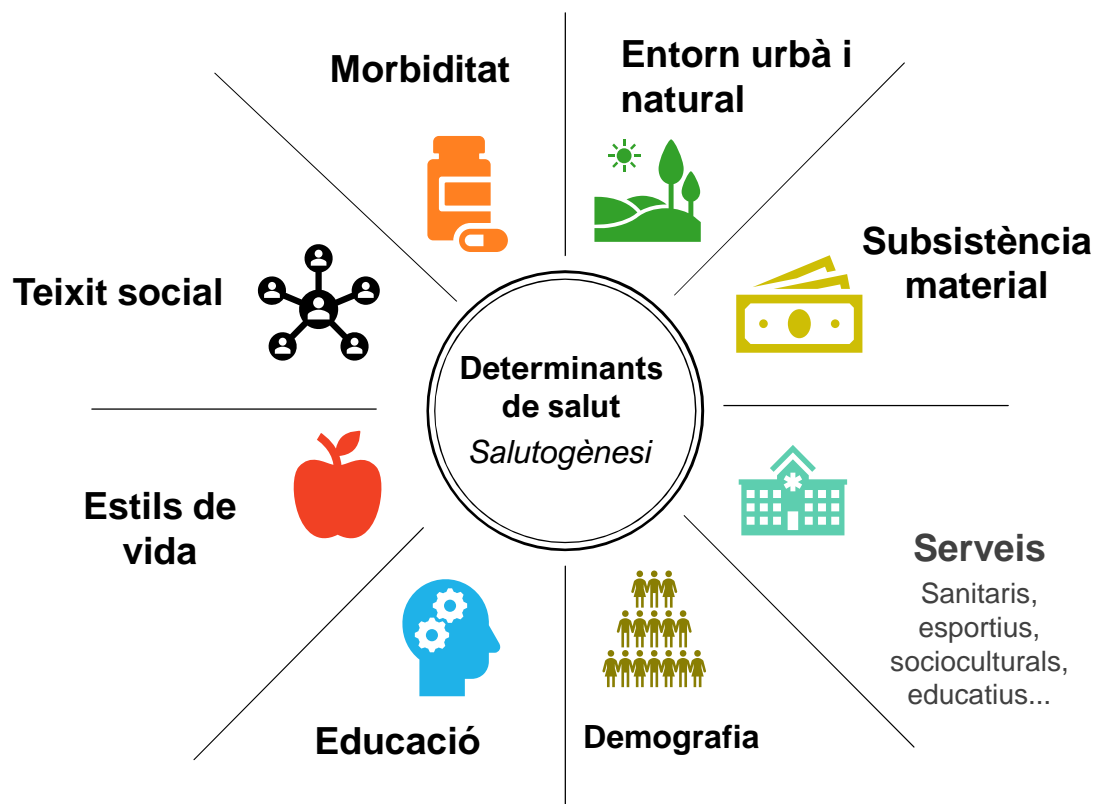 Morbiditat
Entorn urbà i
natural
Subsistència
material
Teixit social
Determinants
de salut
Salutogènesi
Estils de
vida
Serveis
Sanitaris,
esportius,
socioculturals,
educatius...
Educació
Demografia